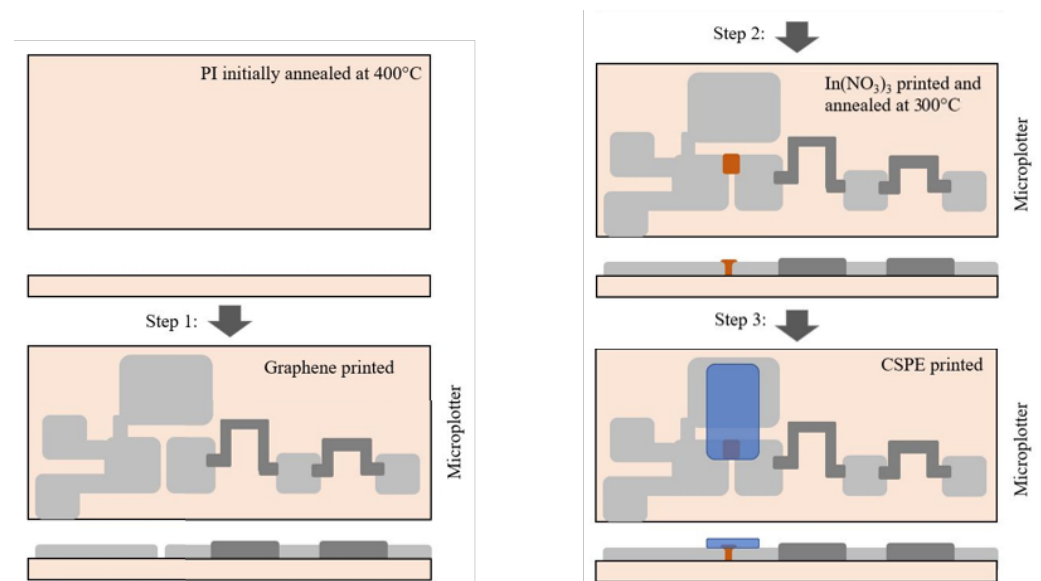 PI initially annealed at 400°C
Step 1:
Graphene printed
Microplotter
Step 2:
In(NO₃)₃ printed and
annealed at 300°C
Microplotter
Step 3:
CSPE printed
Microplotter